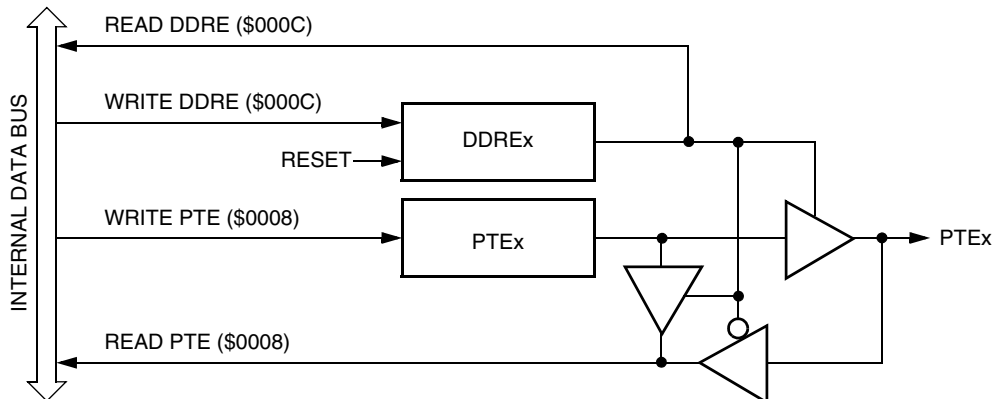 READ DDRE ($000C)
WRITE DDRE ($000C)
DDREx
RESET
WRITE PTE ($0008)
PTEx
PTEx
READ PTE ($0008)
INTERNAL DATA BUS